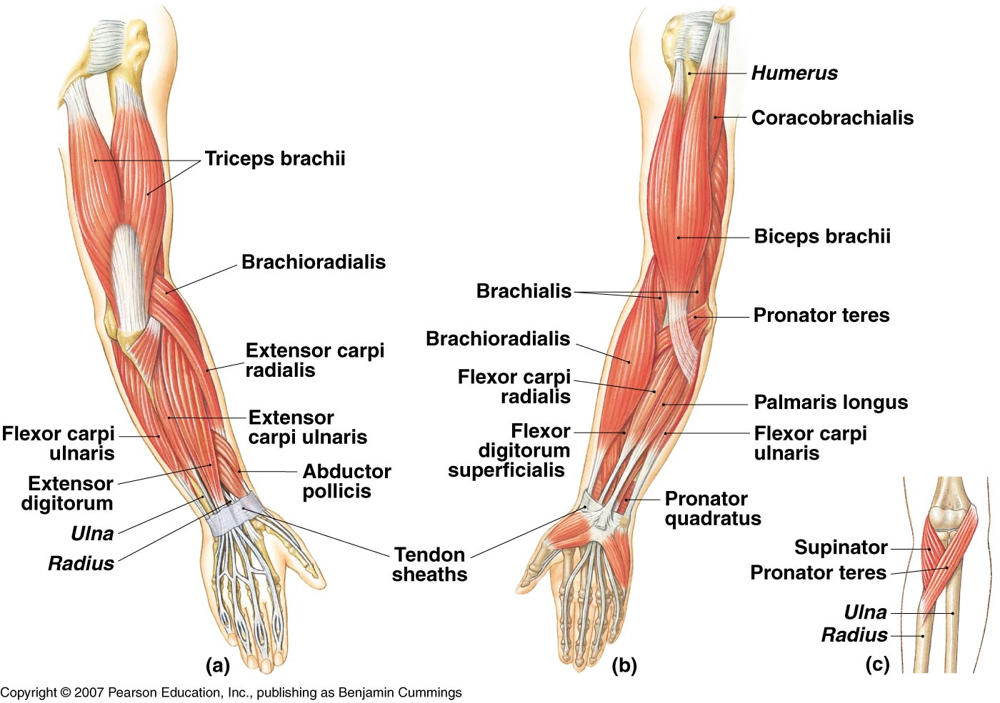 Triceps brachii
Brachioradialis
Extensor carpi
radialis
Extensor
carpi ulnaris
Flexor carpi
ulnaris
Abductor
pollicis
Extensor
digitorum
Ulna
Radius
Tendon
sheaths
(a)
Humerus
Coracobrachialis
Biceps brachii
Brachialis
Pronator teres
Brachioradialis
Flexor carpi
radialis
Palmaris longus
Flexor
digitorum
superficialis
Flexor carpi
ulnaris
Pronator
quadratus
(b)
Supinator
Pronator teres
Ulna
Radius
(c)
Copyright © 2007 Pearson Education, Inc., publishing as Benjamin Cummings